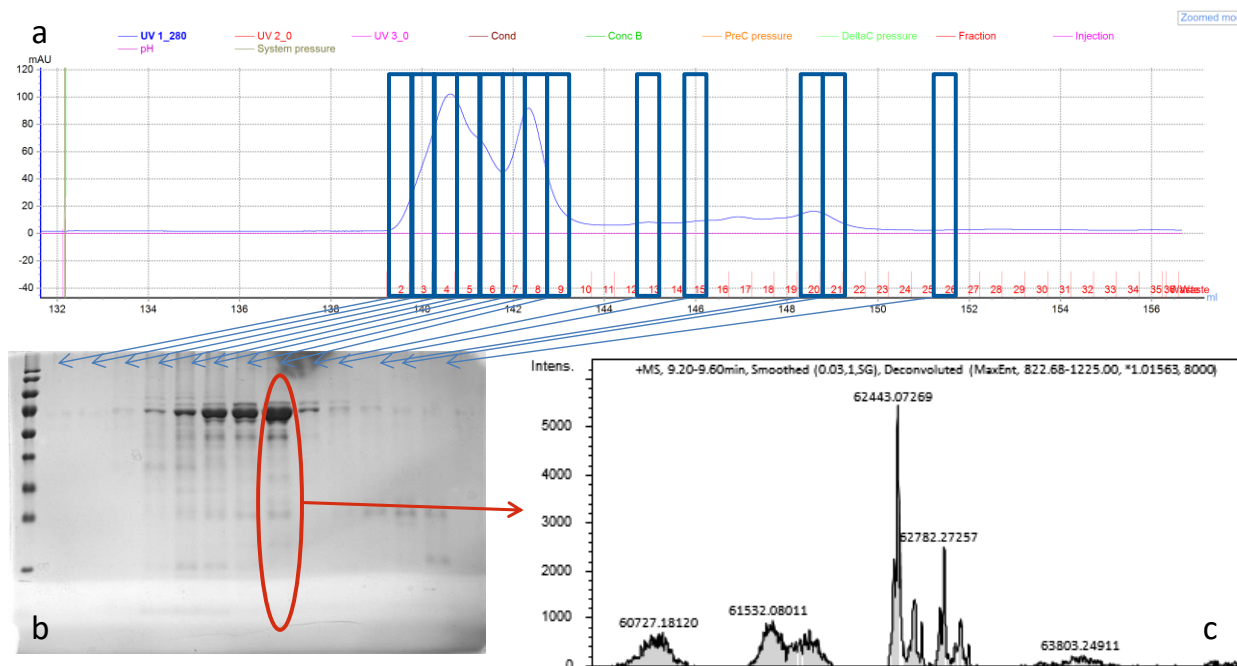 Zoomed mo
a
UV 1_280 UV 2_0 UV 3_0 Cond Conc B PreC pressure DeltaC pressure Fraction Injection
pH System pressure
mAU
120
100
80
60
40
20
0
-20
-40
2 3 4 5 6 7 8 9 10 11 12 13 14 15 16 17 18 19 20 21 22 23 24 25 26 27 28 29 30 31 32 33 34 35 Waste
132 134 136 138 140 142 144 146 148 150 152 154 156 ml
b
Intens.
+MS, 9.20-9.60min, Smoothed (0.03,1,SG), Deconvoluted (MaxEnt, 822.68-1225.00, *1.01563, 8000)
62443.07269
5000
4000
3000
62782.27257
2000
1000
61532.08011
60727.18120
63803.24911
0
c